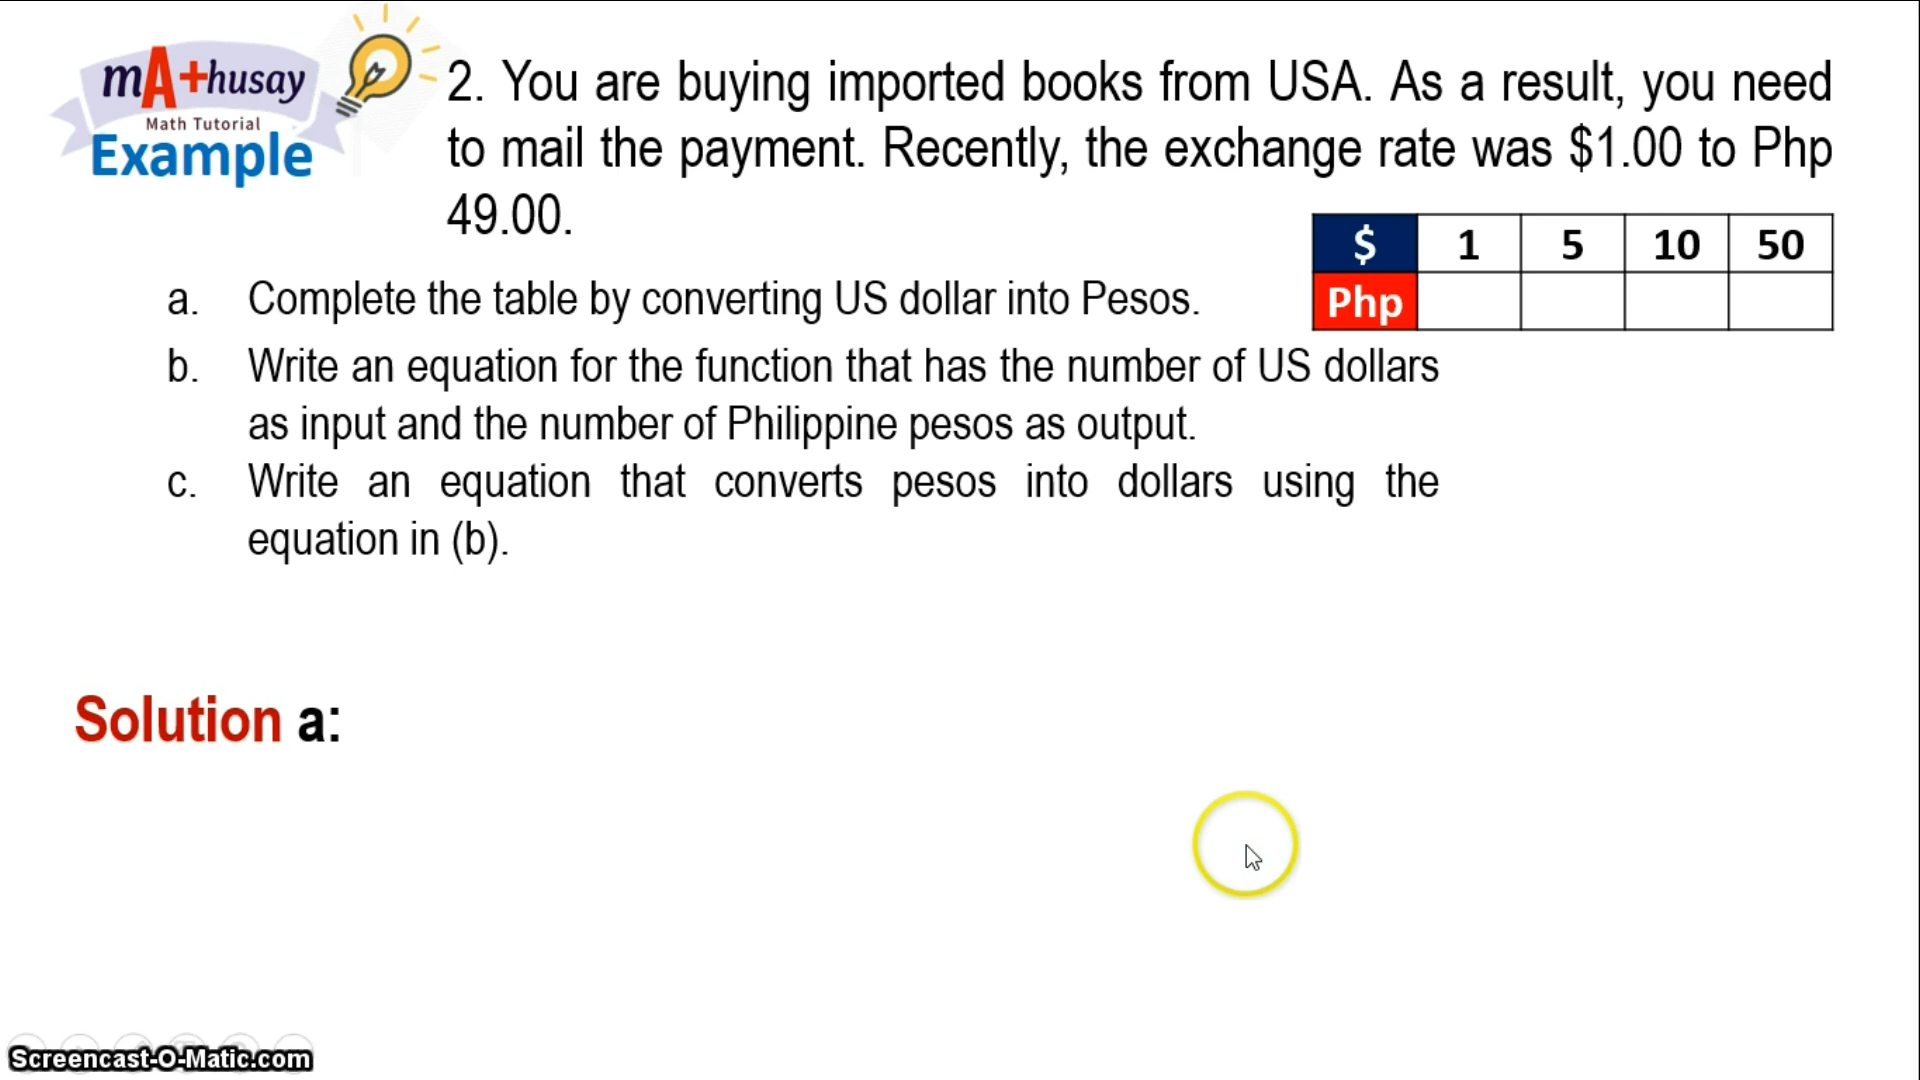 mA+husay
Math Tutorial
Example
2. You are buying imported books from USA. As a result, you need
to mail the payment. Recently, the exchange rate was $1.00 to Php
49.00.
$ 1 5 10 50
Php
a. Complete the table by converting US dollar into Pesos.
b. Write an equation for the function that has the number of US dollars
as input and the number of Philippine pesos as output.
c. Write an equation that converts pesos into dollars using the
equation in (b).
Solution a:
Screencast-O-Matic.com